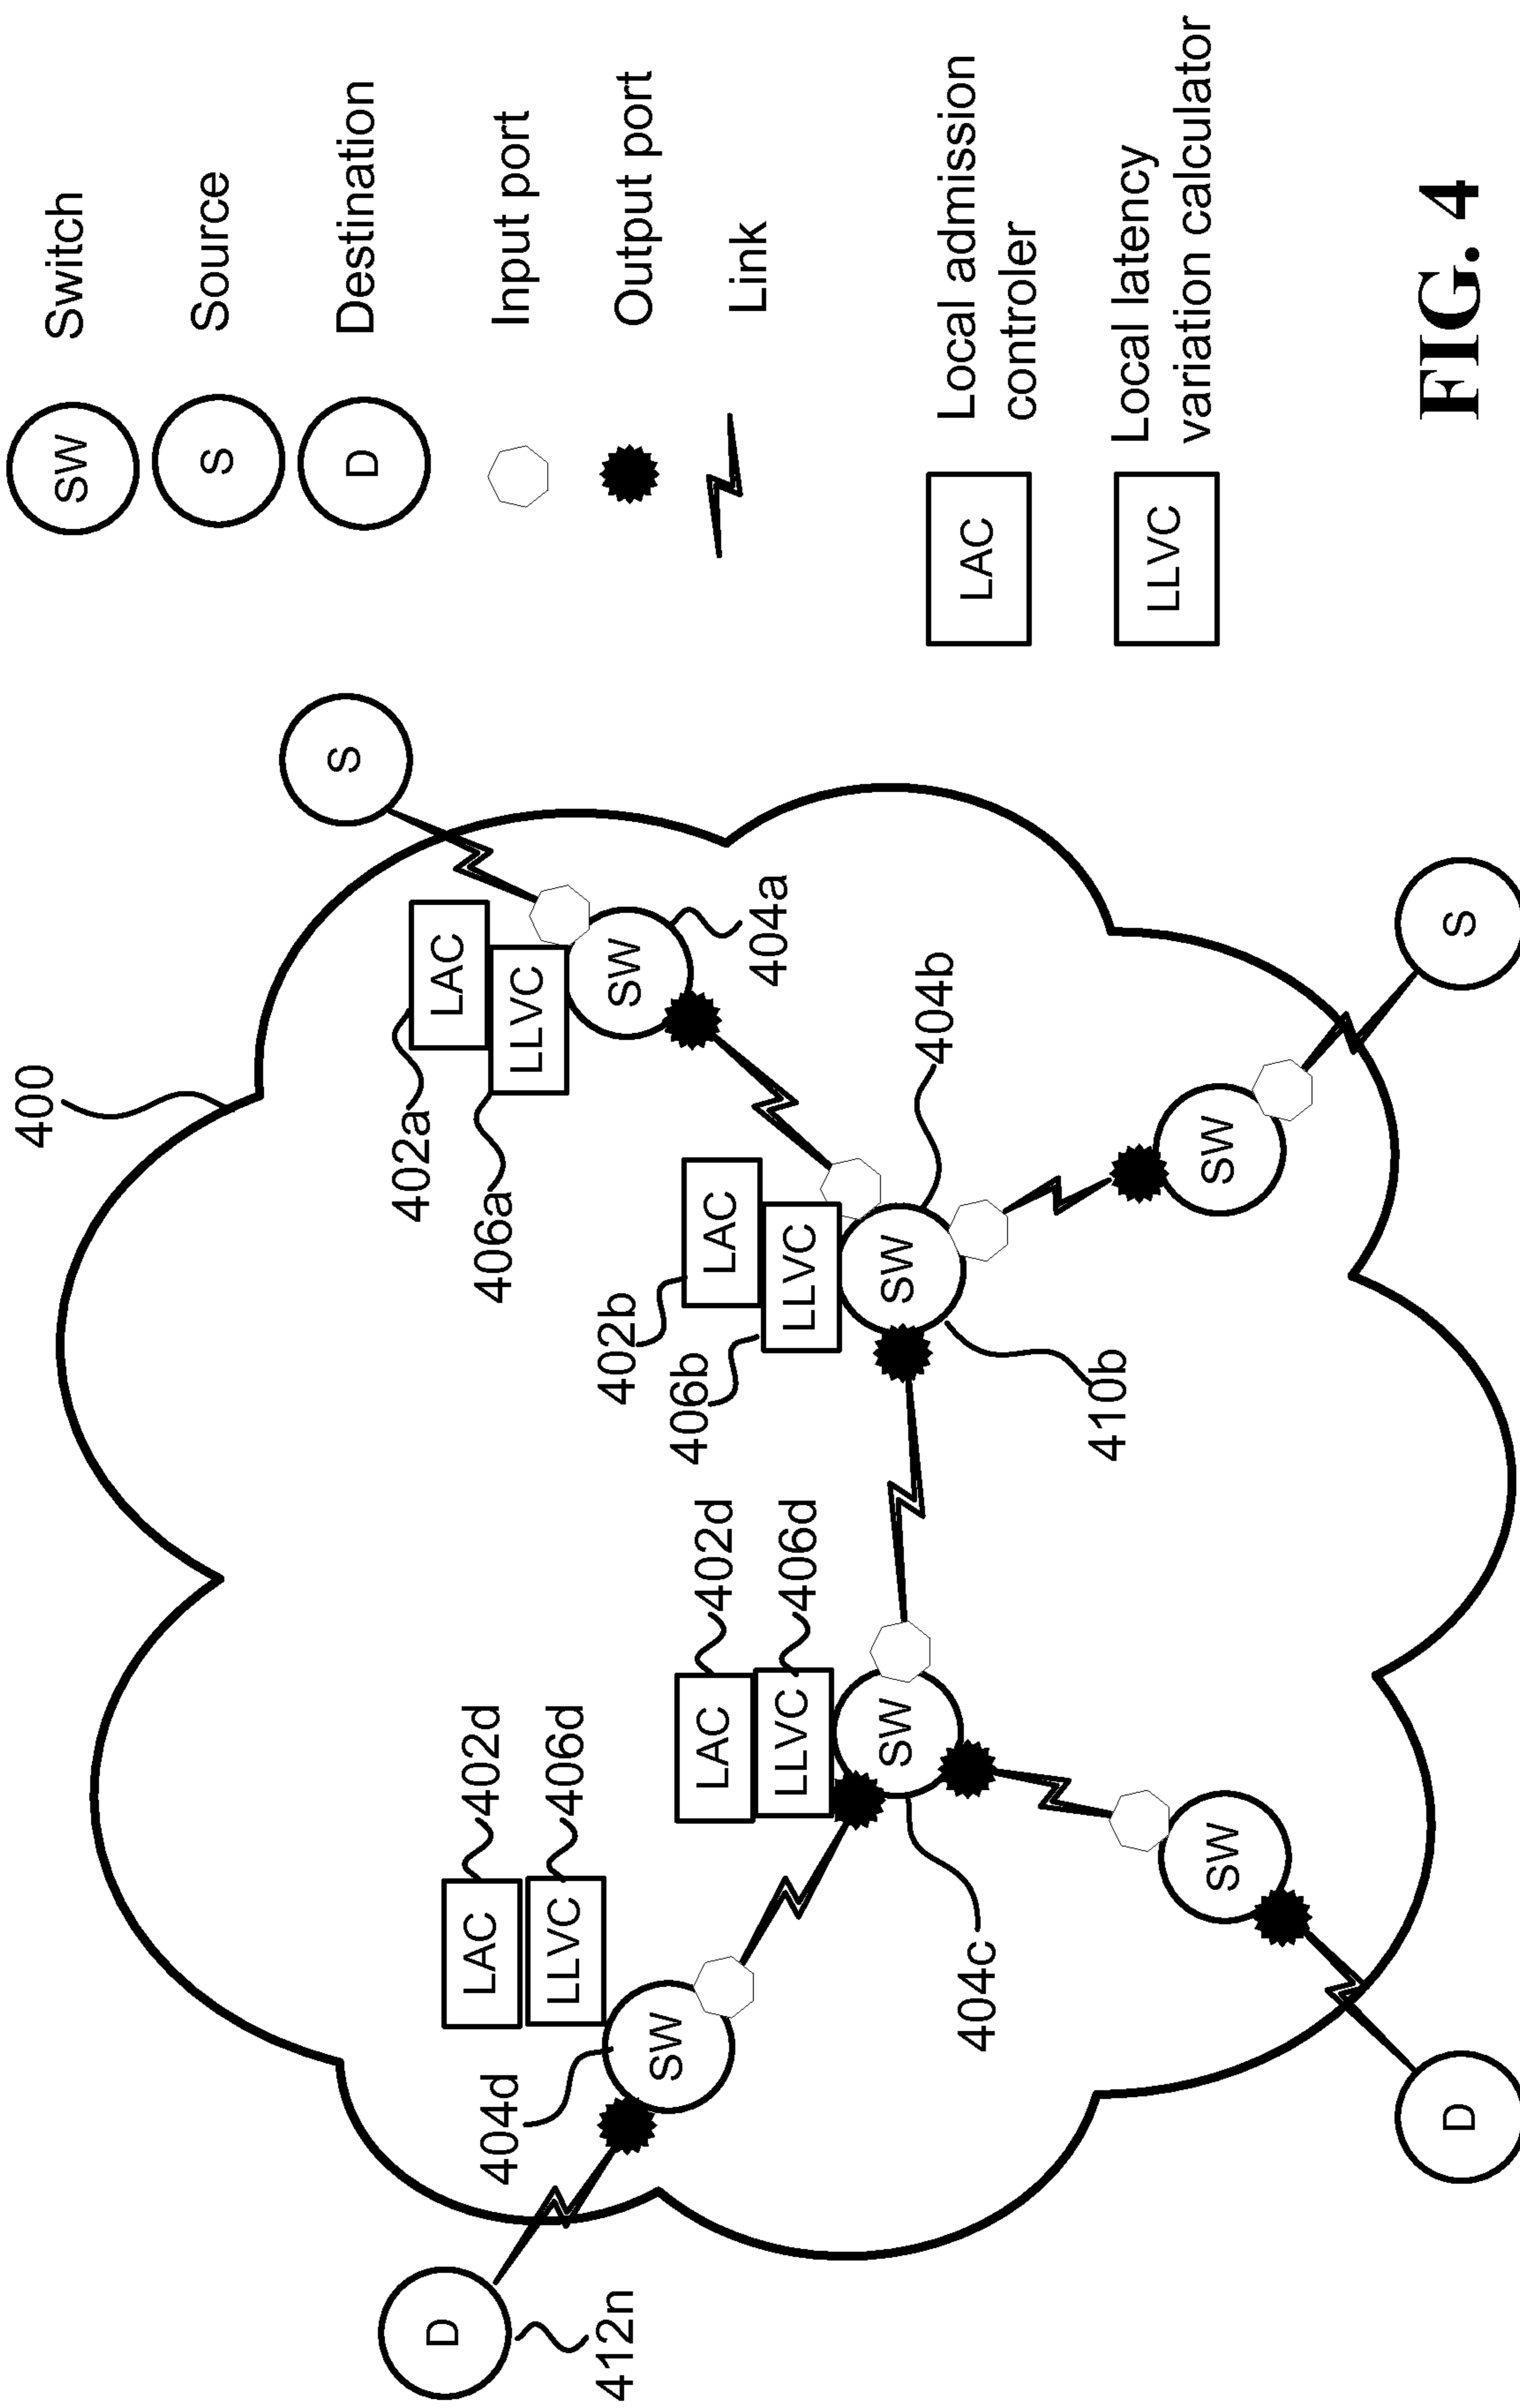 400
S
402a
LAC
406a
LLVC
SW
404a
D
412n
LAC
402d
LLVC
406d
404d
SW
402b
LAC
406b
LLVC
SW
404b
410b
LAC
402d
LLVC
406d
SW
404c
SW
SW
D
S
SW Switch
S Source
D Destination
Input port
Output port
Link
LAC Local admission
controler
LLVC Local latency
variation calculator
FIG. 4